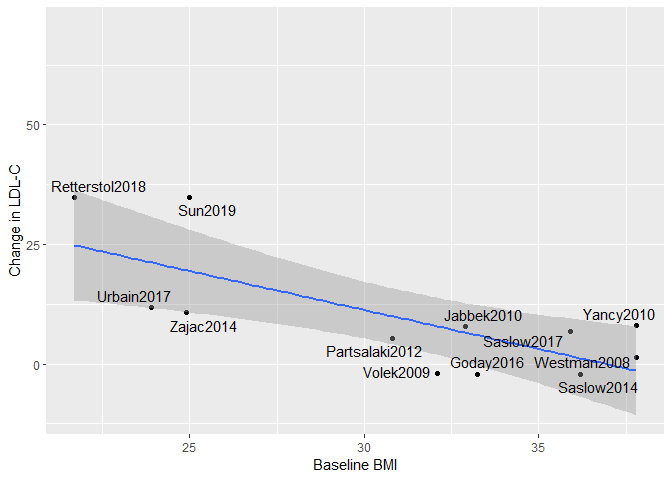 50
25
0
Change in LDL-C
Retterstol2018
Sun2019
Urbain2017
Zajac2014
Jabbek2010
Yancy2010
Saslow2017
Partsalaki2012
Goday2016
Westman2008
Volek2009
Saslow2014
25
30
35
Baseline BMI